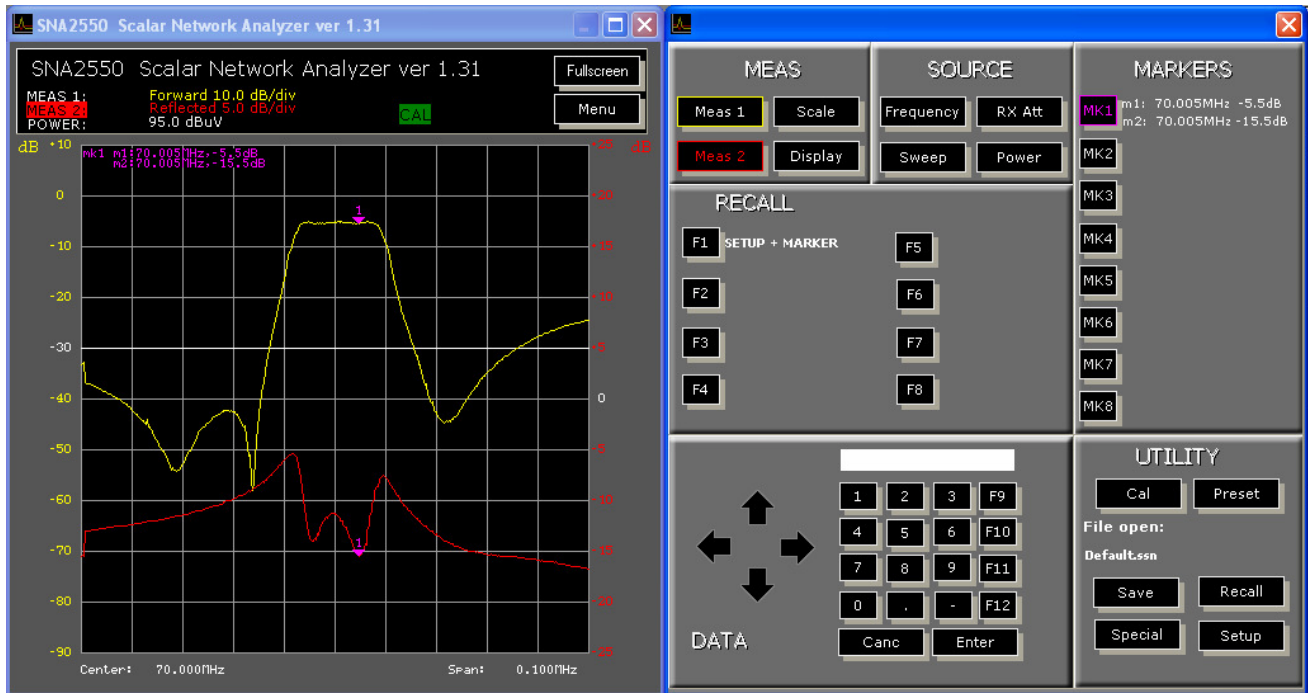 SNA2550 Scalar Network Analyzer ver 1.31
SNA2550 Scalar Network Analyzer ver 1.31
Fullscreen
MEAS 1: Forward 10.0 dB/div
MEAS 2: Reflected 5.0 dB/div
POWER: 95.0 dBuV
CAL
Menu
dB +10 -25 dB
mk1 m1:70.005MHz,-5.5dB
m2:70.005MHz,-15.5dB
0 -20
1
-10 -15
-20 -10
-30 -5
-40 0
-50 -5
-60 -10
1
-70 -15
-80 -20
-90 -25
Center: 70.000MHz Span: 0.100MHz
MEAS
Meas 1 Scale
Meas 2 Display
SOURCE
Frequency RX Att
Sweep Power
MARKERS
MK1 m1: 70.005MHz -5.5dB
m2: 70.005MHz -15.5dB
MK2
MK3
MK4
MK5
MK6
MK7
MK8
RECALL
F1 SETUP + MARKER F5
F2 F6
F3 F7
F4 F8
1 2 3 F9
4 5 6 F10
7 8 9 F11
0 . - F12
DATA
Canc Enter
UTILITY
Cal Preset
File open:
Default.ssn
Save Recall
Special Setup